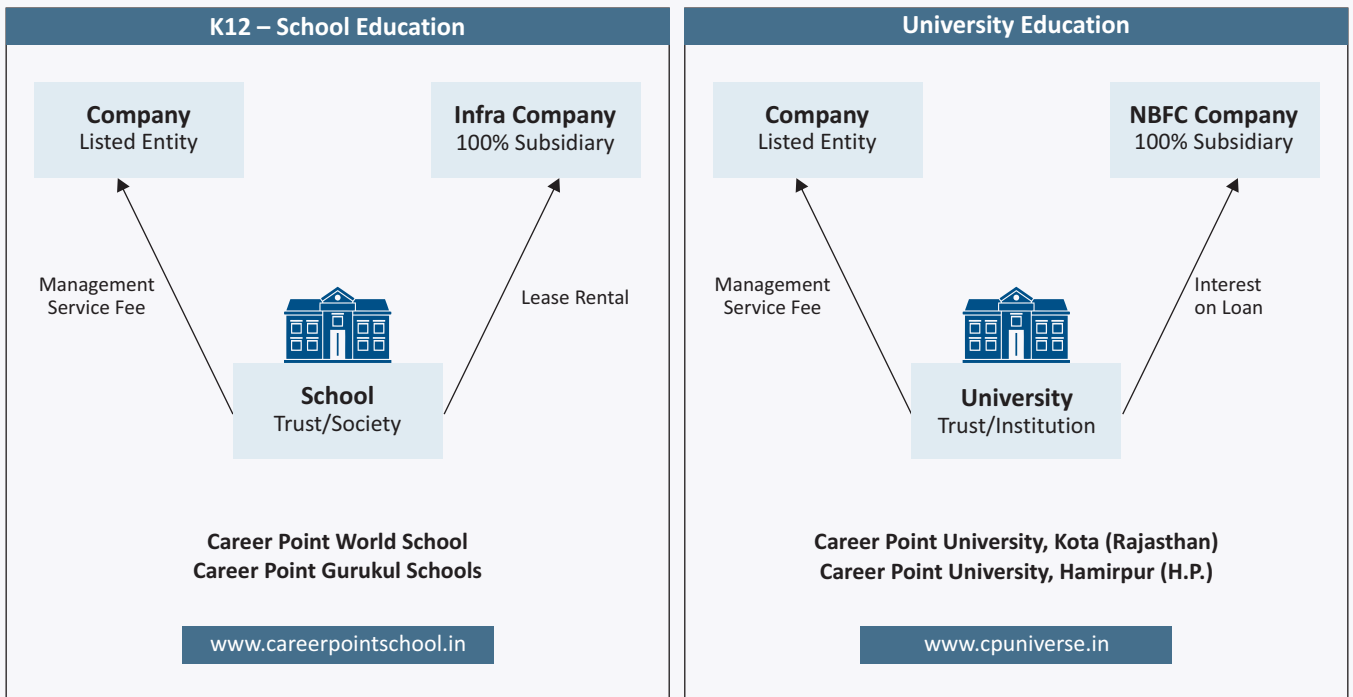 K12 – School Education
Company
Listed Entity
Infra Company
100% Subsidiary
Management
Service Fee
Lease Rental
School
Trust/Society
Career Point World School
Career Point Gurukul Schools
www.careerpointschool.in
University Education
Company
Listed Entity
NBFC Company
100% Subsidiary
Management
Service Fee
Interest
on Loan
University
Trust/Institution
Career Point University, Kota (Rajasthan)
Career Point University, Hamirpur (H.P.)
www.cpuniverse.in